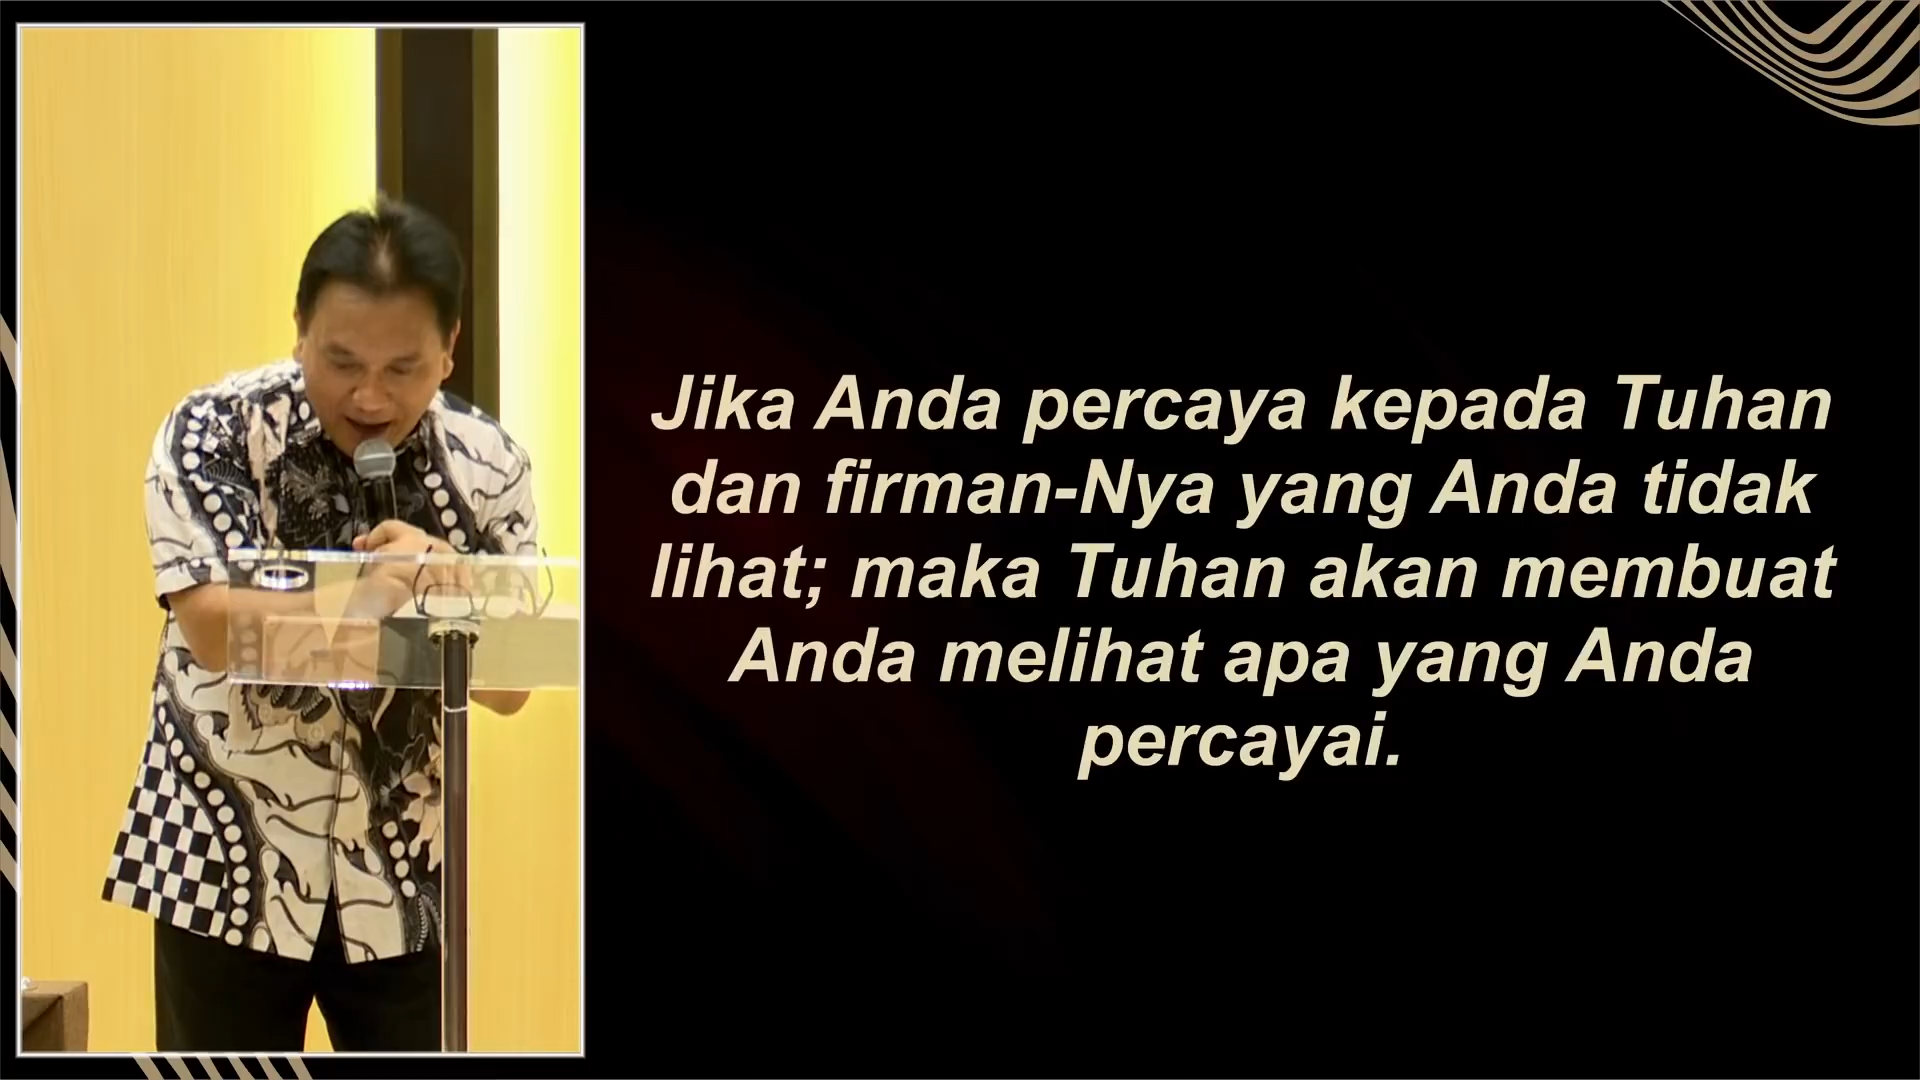 Jika Anda percaya kepada Tuhan
dan firman-Nya yang Anda tidak
lihat; maka Tuhan akan membuat
Anda melihat apa yang Anda
percayai.